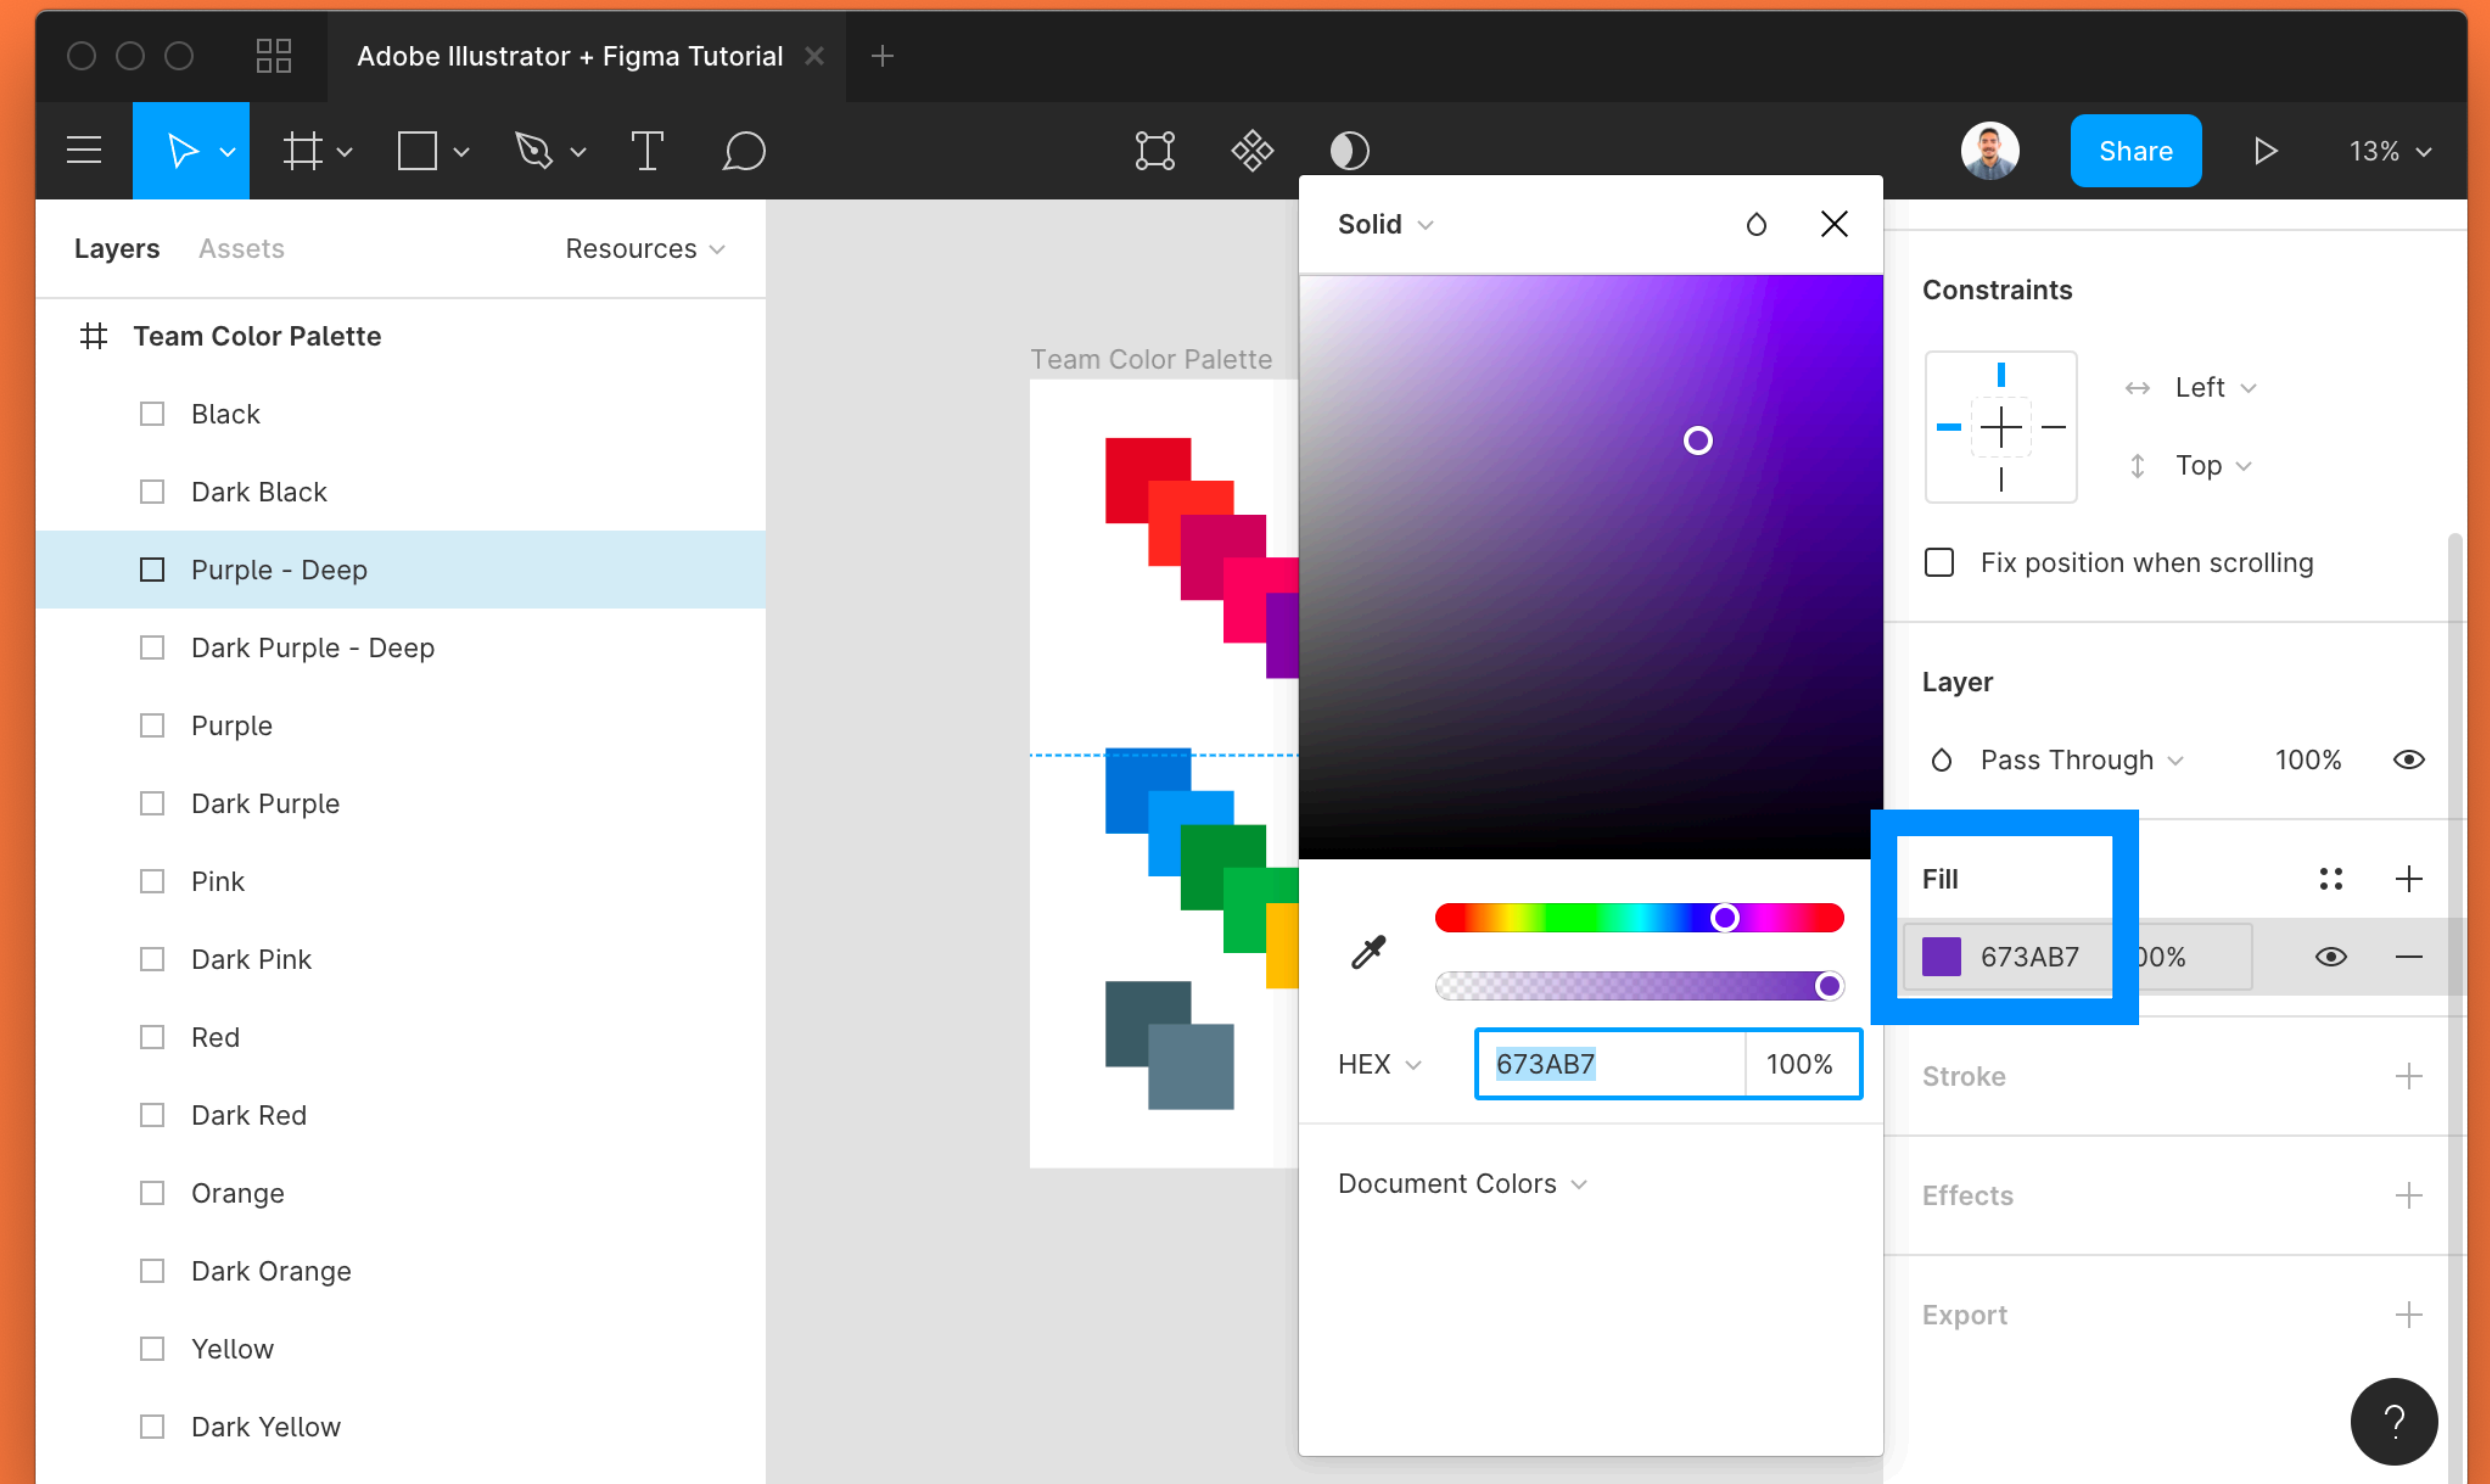 Adobe Illustrator + Figma Tutorial
Share
13%
Layers
Assets
Resources
Team Color Palette
Black
Dark Black
Purple - Deep
Dark Purple - Deep
Purple
Dark Purple
Pink
Dark Pink
Red
Dark Red
Orange
Dark Orange
Yellow
Dark Yellow
Team Color Palette
Solid
HEX
673AB7
100%
Document Colors
Constraints
Left
Top
Fix position when scrolling
Layer
Pass Through
100%
Fill
673AB7
00%
Stroke
Effects
Export
?